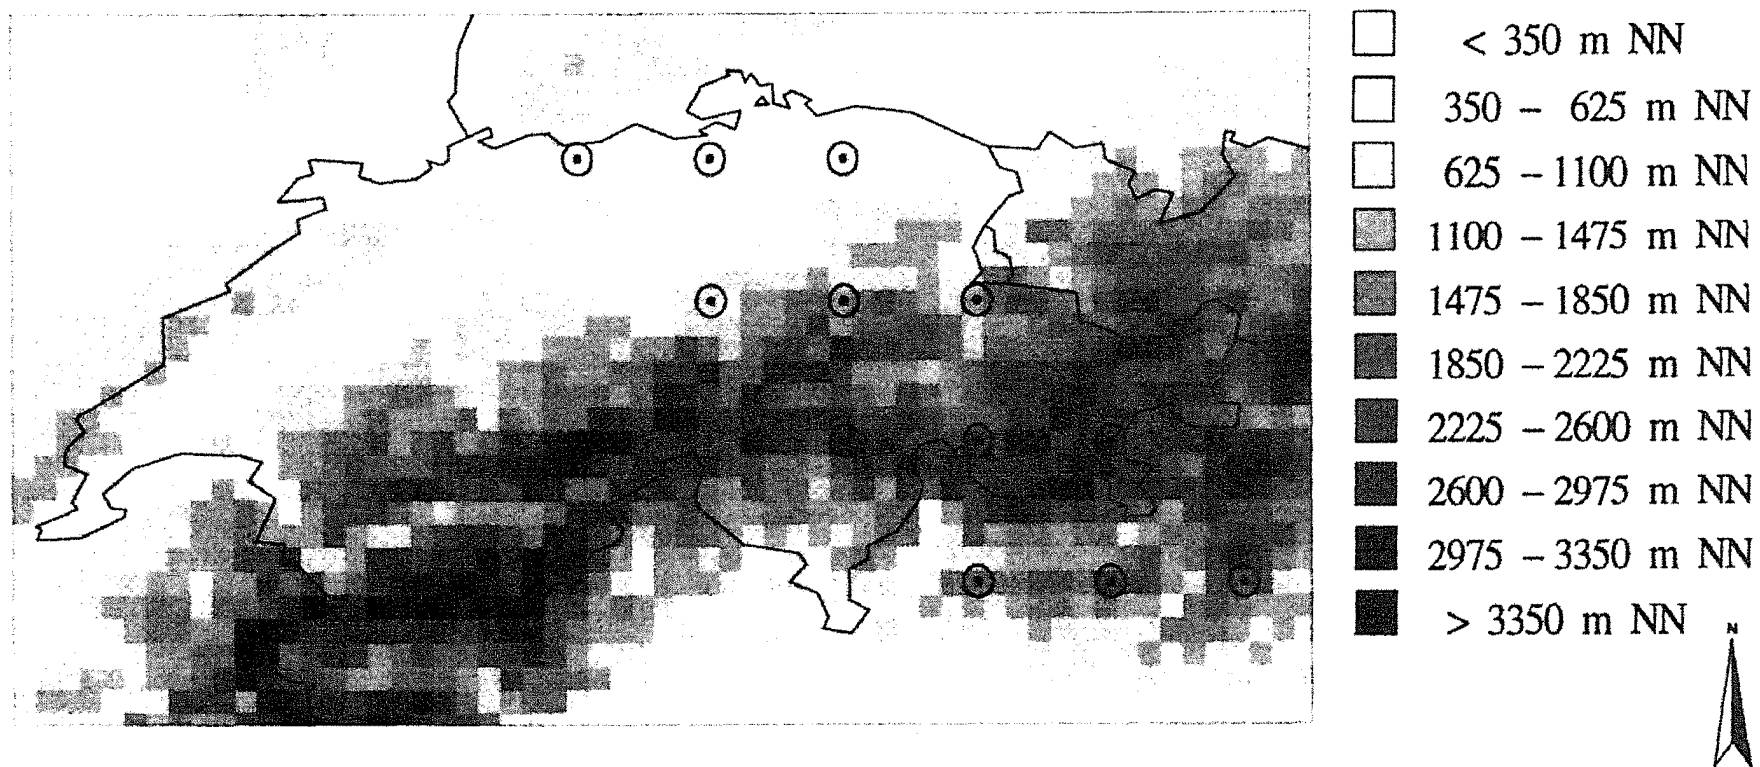 < 350 m NN
350 – 625 m NN
625 – 1100 m NN
1100 – 1475 m NN
1475 – 1850 m NN
1850 – 2225 m NN
2225 – 2600 m NN
2600 – 2975 m NN
2975 – 3350 m NN
> 3350 m NN
N